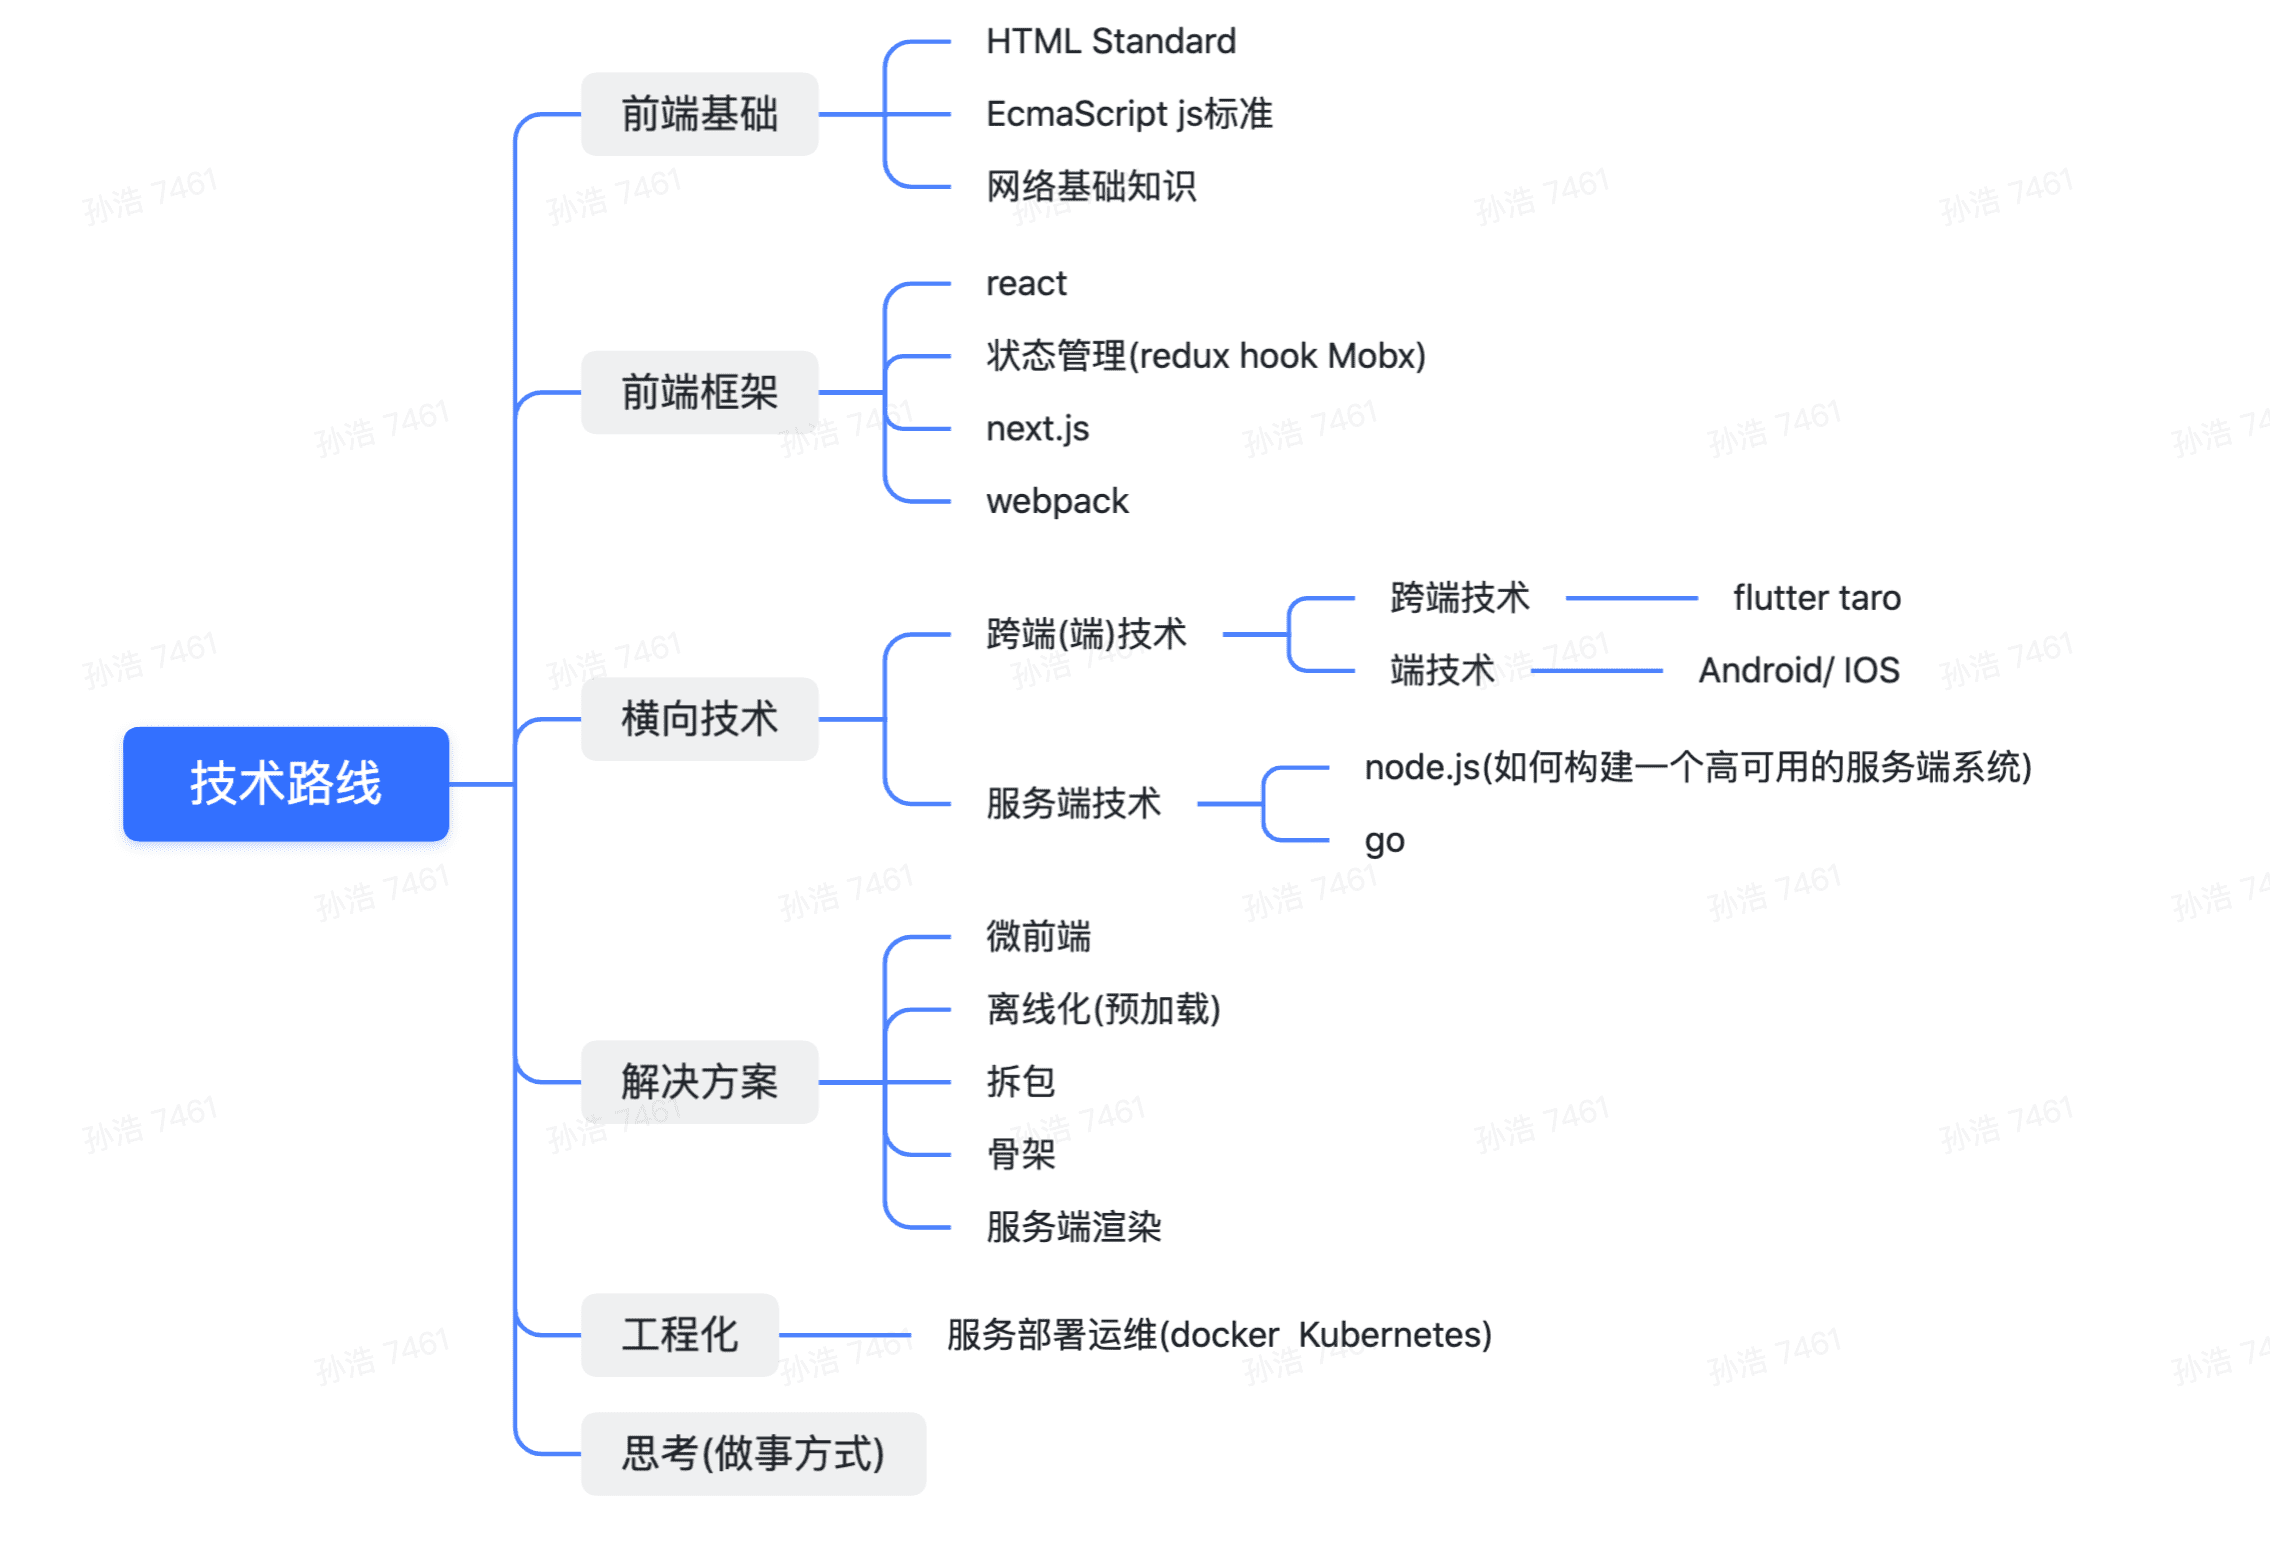 技术路线
前端基础
HTML Standard
EcmaScript js标准
网络基础知识
前端框架
react
状态管理(redux hook Mobx)
next.js
webpack
横向技术
跨端(端)技术
跨端技术
flutter taro
端技术
Android/ IOS
服务端技术
node.js(如何构建一个高可用的服务端系统)
go
解决方案
微前端
离线化(预加载)
拆包
骨架
服务端渲染
工程化
服务部署运维(docker  Kubernetes)
思考(做事方式)
孙浩 7461